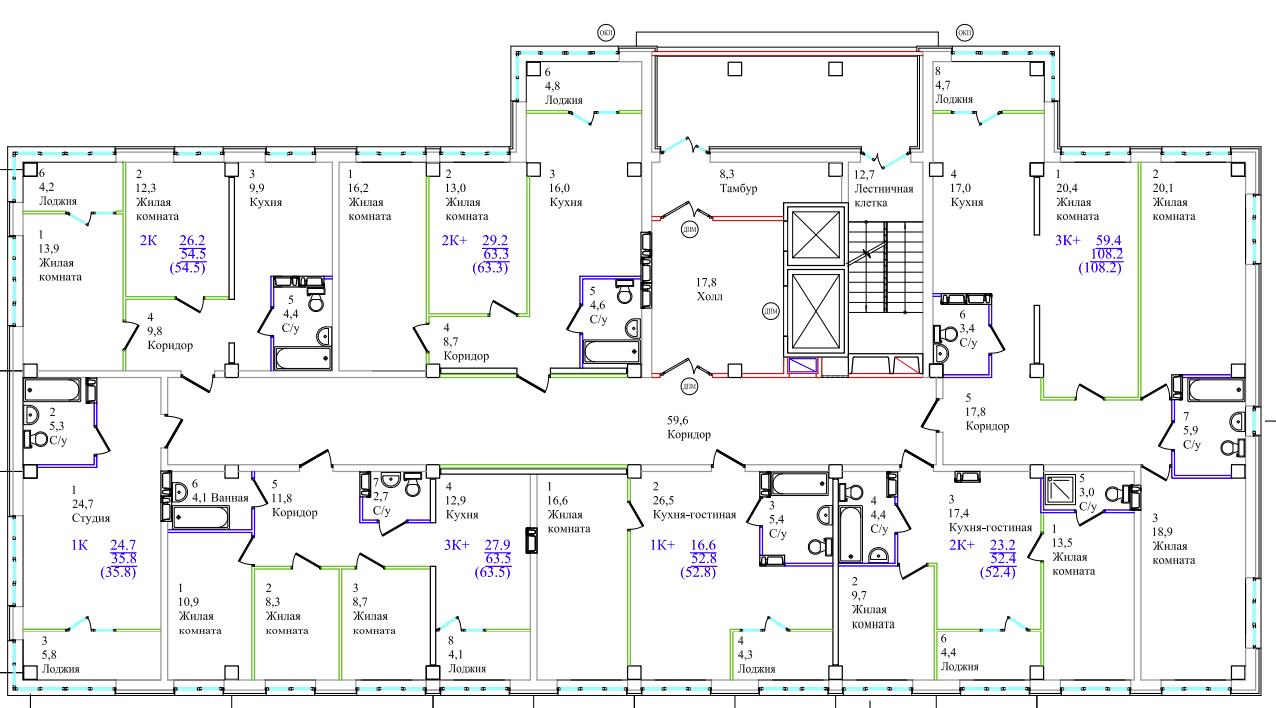 ОКП
ОКП
6
4,8
Лоджия
8
4,7
Лоджия
6
4,2
Лоджия
2
12,3
Жилая
комната
3
9,9
Кухня
1
16,2
Жилая
комната
2
13,0
Жилая
комната
3
16,0
Кухня
8,3
Тамбур
12,7
Лестничная
клетка
4
17,0
Кухня
1
20,4
Жилая
комната
2
20,1
Жилая
комната
1
13,9
Жилая
комната
2К 26.2
54.5
(54.5)
2К+ 29.2
63.3
(63.3)
ДПМ
3К+ 59.4
108.2
(108.2)
17,8
Холл
ДПМ
4
9,8
Коридор
5
4,4
С/у
4
8,7
Коридор
5
4,6
С/у
6
3,4
С/у
ДПМ
2
5,3
С/у
59,6
Коридор
5
17,8
Коридор
7
5,9
С/у
1
24,7
Студия
6
4,1 Ванная
5
11,8
Коридор
7
2,7
С/у
4
12,9
Кухня
1
16,6
Жилая
комната
2
26,5
Кухня-гостиная
3
5,4
С/у
4
4,4
С/у
3
17,4
Кухня-гостиная
5
3,0
С/у
1
13,5
Жилая
комната
3
18,9
Жилая
комната
1К 24.7
35.8
(35.8)
3К+ 27.9
63.5
(63.5)
1К+ 16.6
52.8
(52.8)
2К+ 23.2
52.4
(52.4)
1
10,9
Жилая
комната
2
8,3
Жилая
комната
3
8,7
Жилая
комната
2
9,7
Жилая
комната
3
5,8
Лоджия
8
4,1
Лоджия
4
4,3
Лоджия
6
4,4
Лоджия